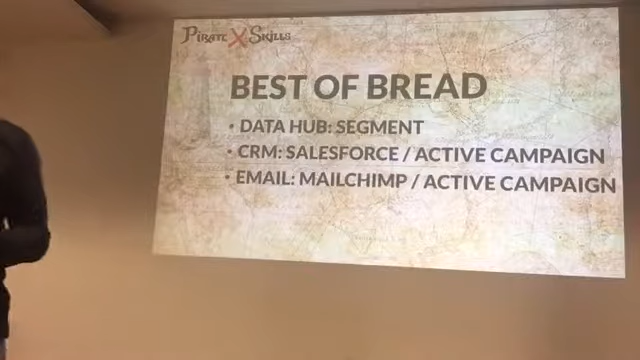 PIRATE X SKILLS
BEST OF BREAD
• DATA HUB: SEGMENT
• CRM: SALESFORCE / ACTIVE CAMPAIGN
• EMAIL: MAILCHIMP / ACTIVE CAMPAIGN